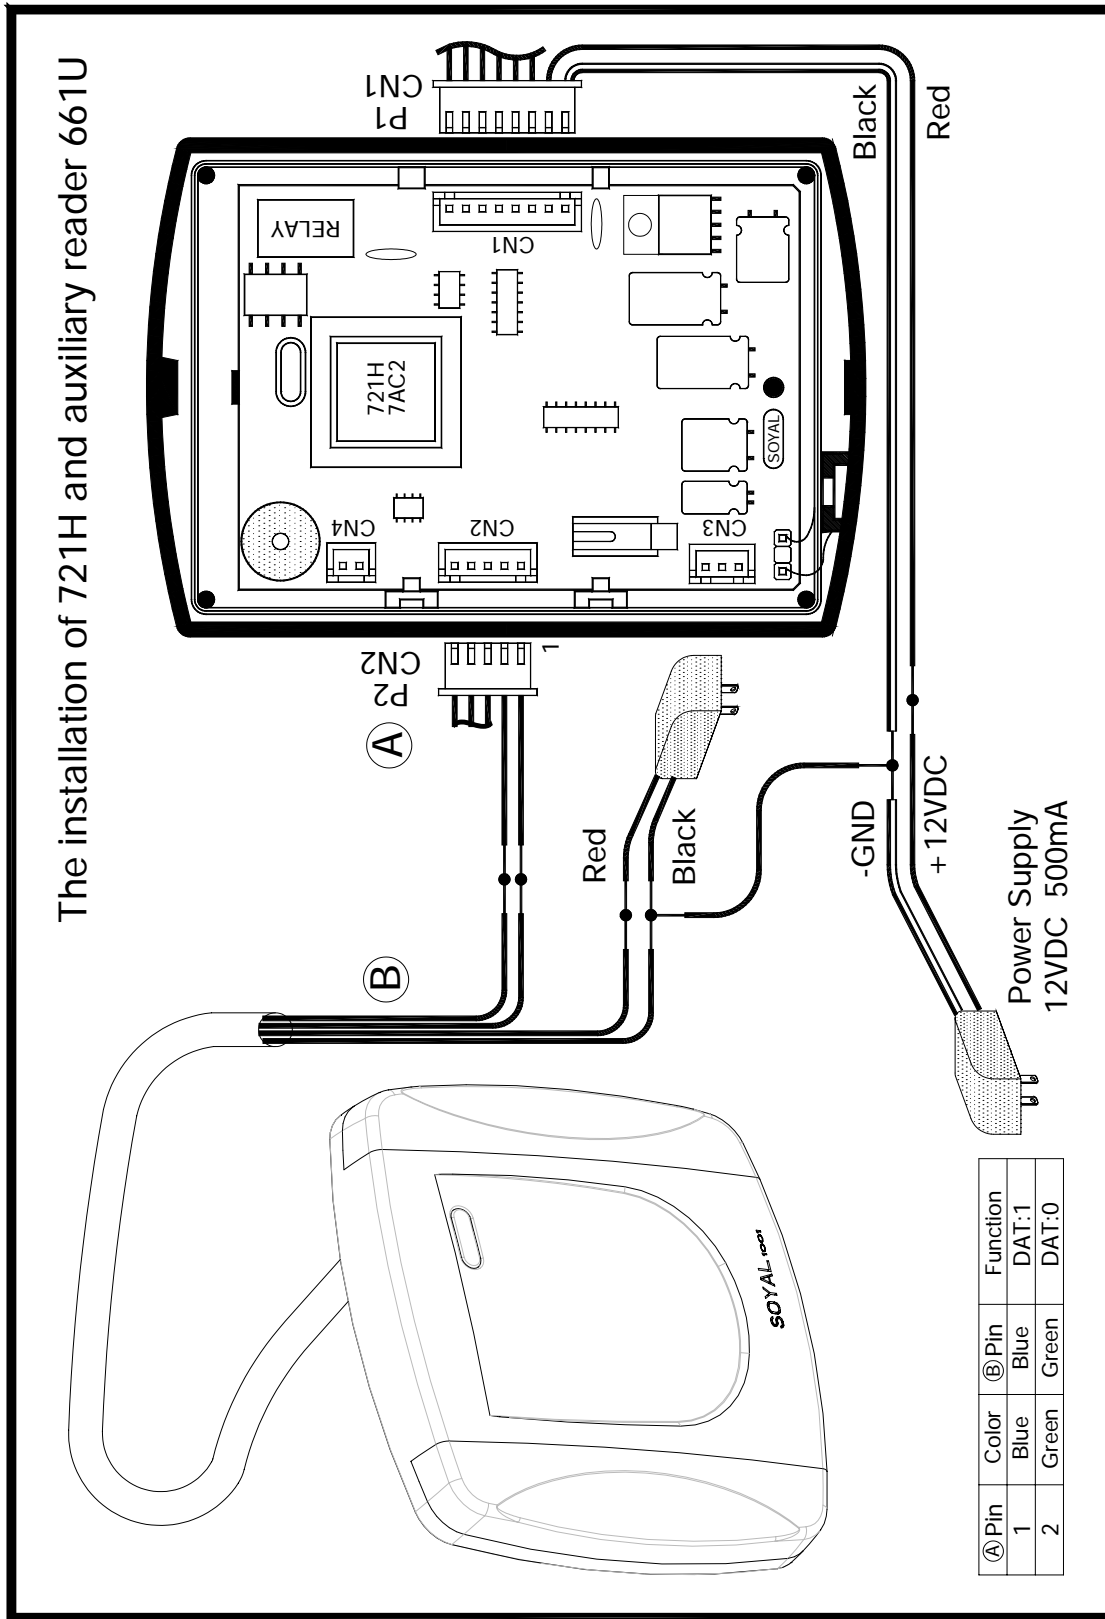 The installation of 721H and auxiliary reader 661U
P1
CN1
RELAY
CN1
721H
7AC2
SOYAL
CN4
CN2
CN3
P2
CN2
1
A
B
Black
Red
Red
Black
-GND
+12VDC
Power Supply
12VDC 500mA
SOYAL 1001
A Pin Color B Pin Function
1 Blue Blue DAT:1
2 Green Green DAT:0